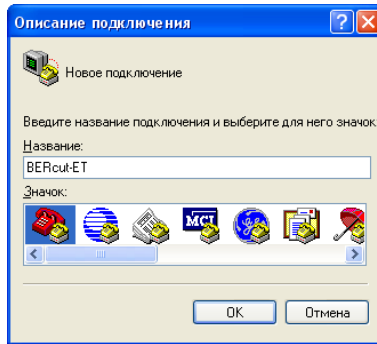 Описание подключения
Новое подключение
Введите название подключения и выберите для него значок
Название:
BERcut-ET
Значок:
MCI
OK
Отмена